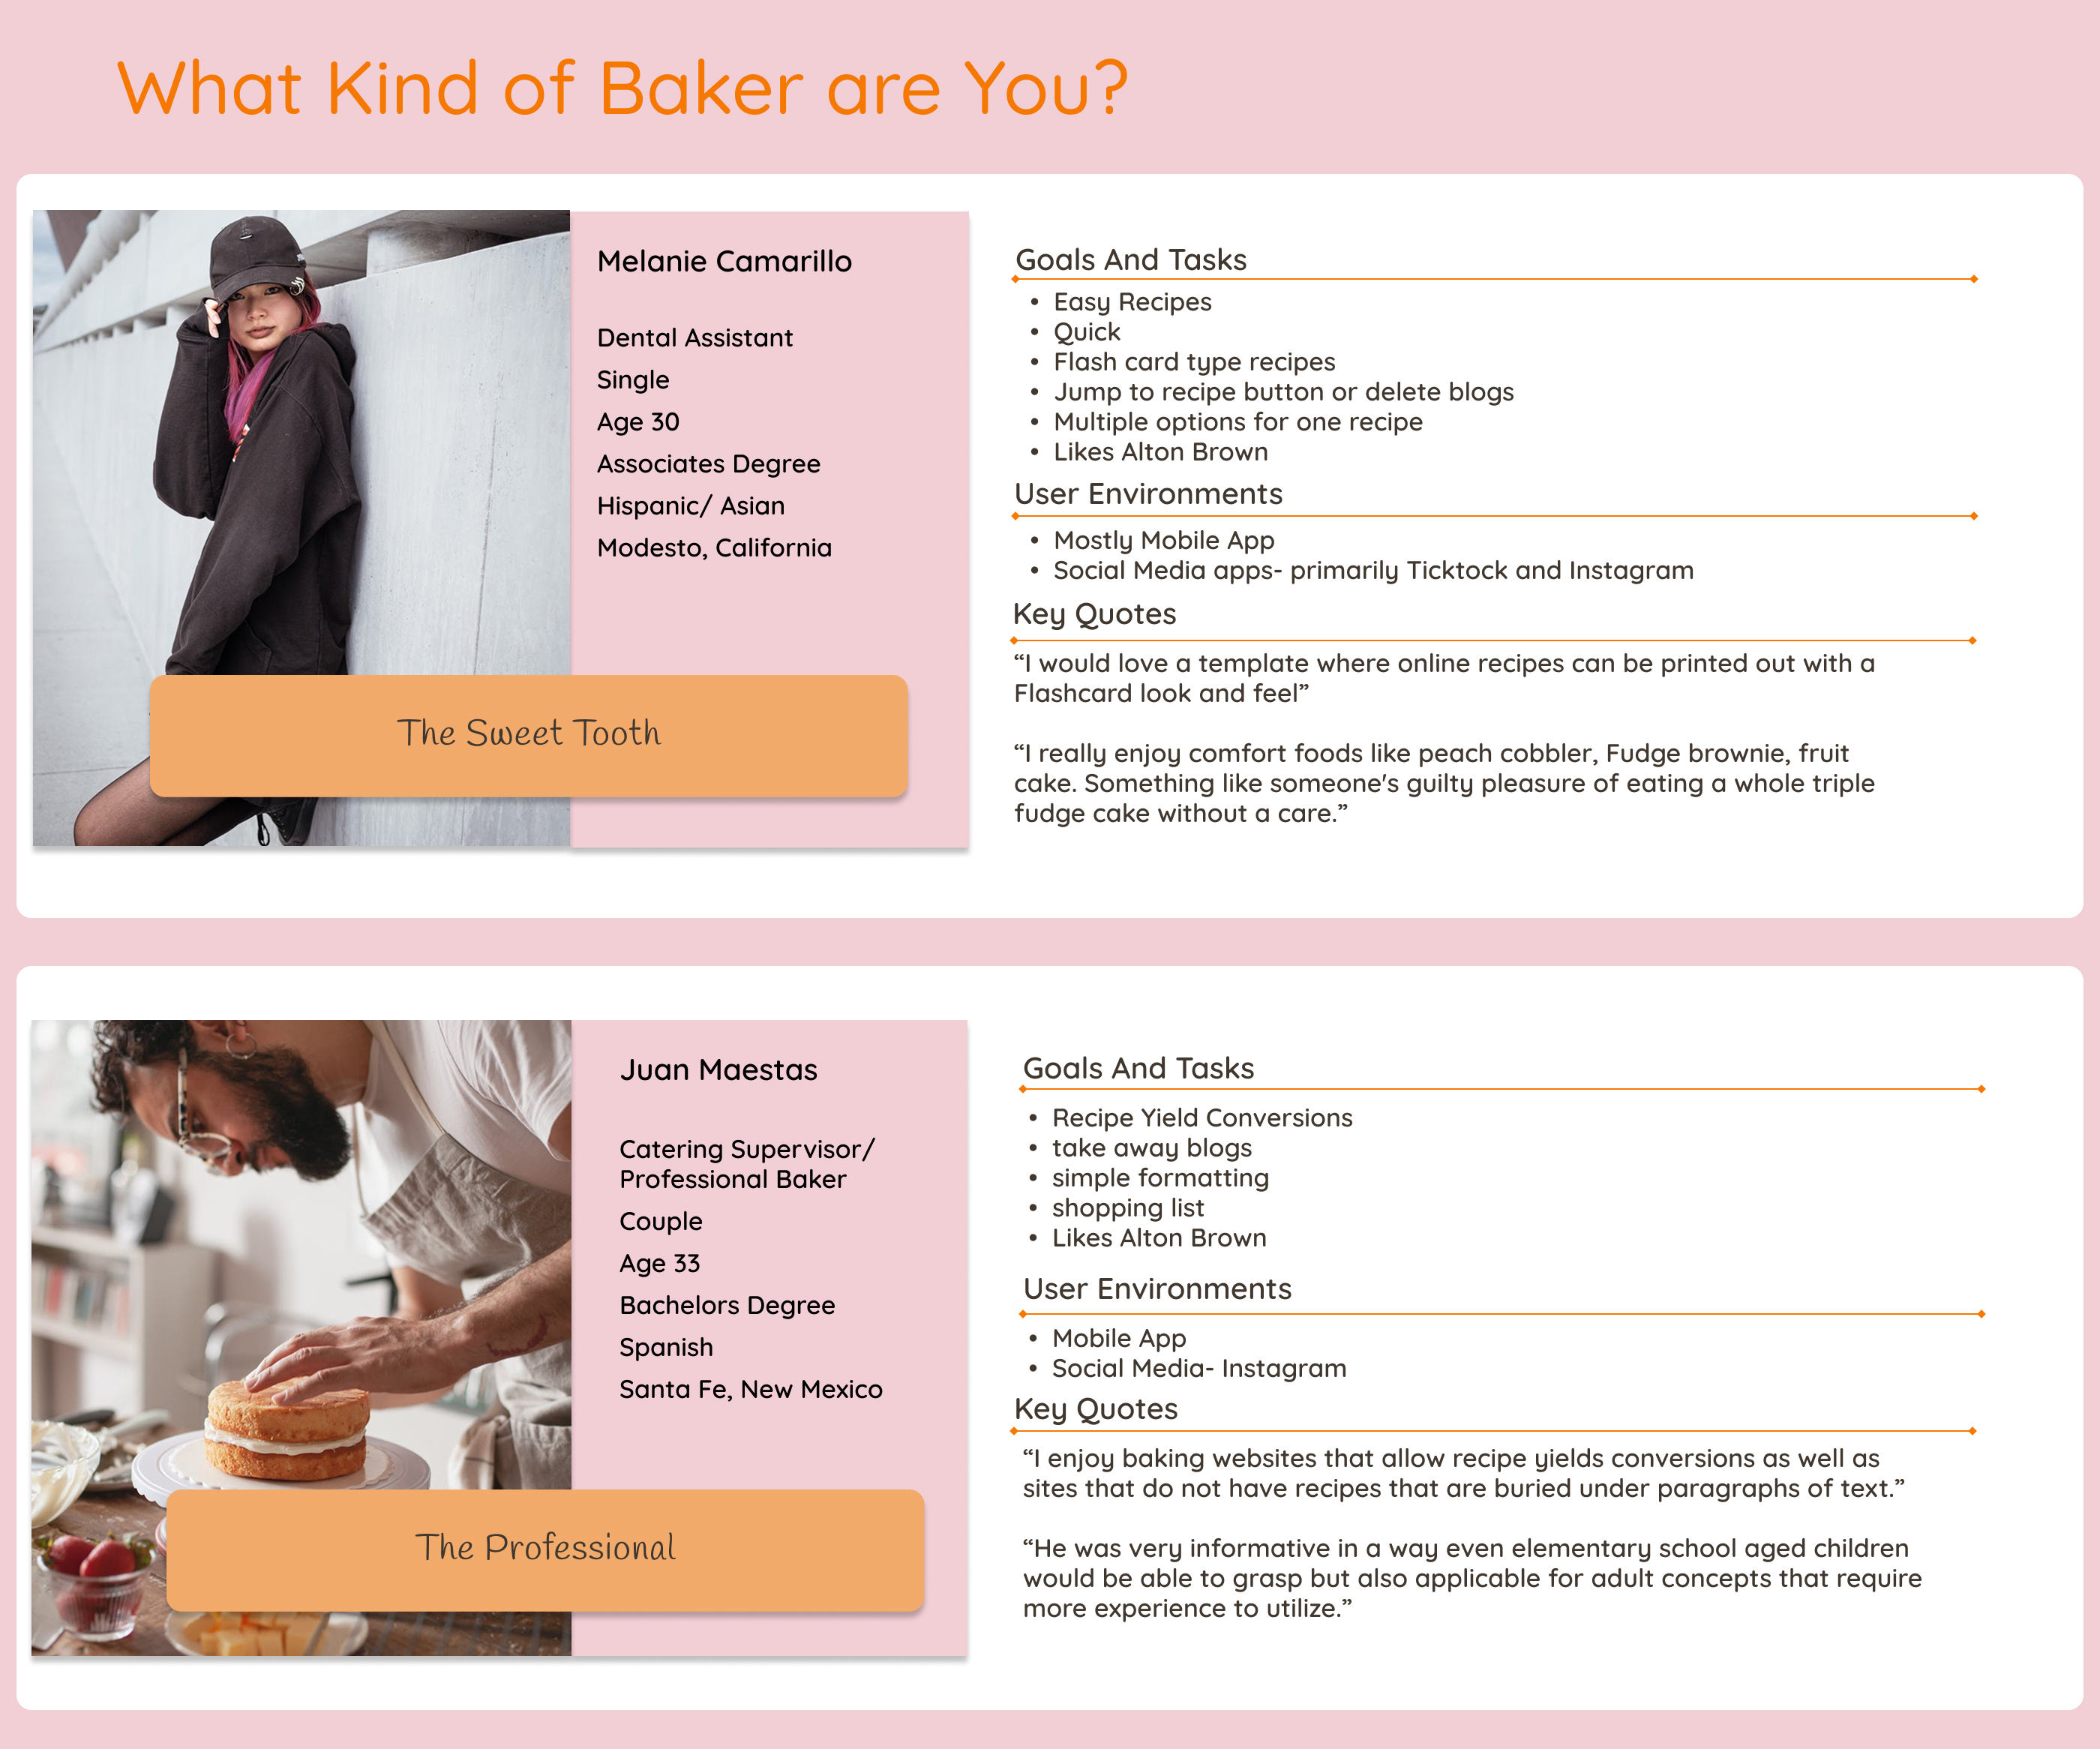 What Kind of Baker are You?
Melanie Camarillo
Dental Assistant
Single
Age 30
Associates Degree
Hispanic/ Asian
Modesto, California
The Sweet Tooth
Goals And Tasks
• Easy Recipes
• Quick
• Flash card type recipes
• Jump to recipe button or delete blogs
• Multiple options for one recipe
• Likes Alton Brown
User Environments
• Mostly Mobile App
• Social Media apps- primarily Ticktock and Instagram
Key Quotes
“I would love a template where online recipes can be printed out with a
Flashcard look and feel”
“I really enjoy comfort foods like peach cobbler, Fudge brownie, fruit
cake. Something like someone's guilty pleasure of eating a whole triple
fudge cake without a care.”
Juan Maestas
Catering Supervisor/
Professional Baker
Couple
Age 33
Bachelors Degree
Spanish
Santa Fe, New Mexico
The Professional
Goals And Tasks
• Recipe Yield Conversions
• take away blogs
• simple formatting
• shopping list
• Likes Alton Brown
User Environments
• Mobile App
• Social Media- Instagram
Key Quotes
“I enjoy baking websites that allow recipe yields conversions as well as
sites that do not have recipes that are buried under paragraphs of text.”
“He was very informative in a way even elementary school aged children
would be able to grasp but also applicable for adult concepts that require
more experience to utilize.”